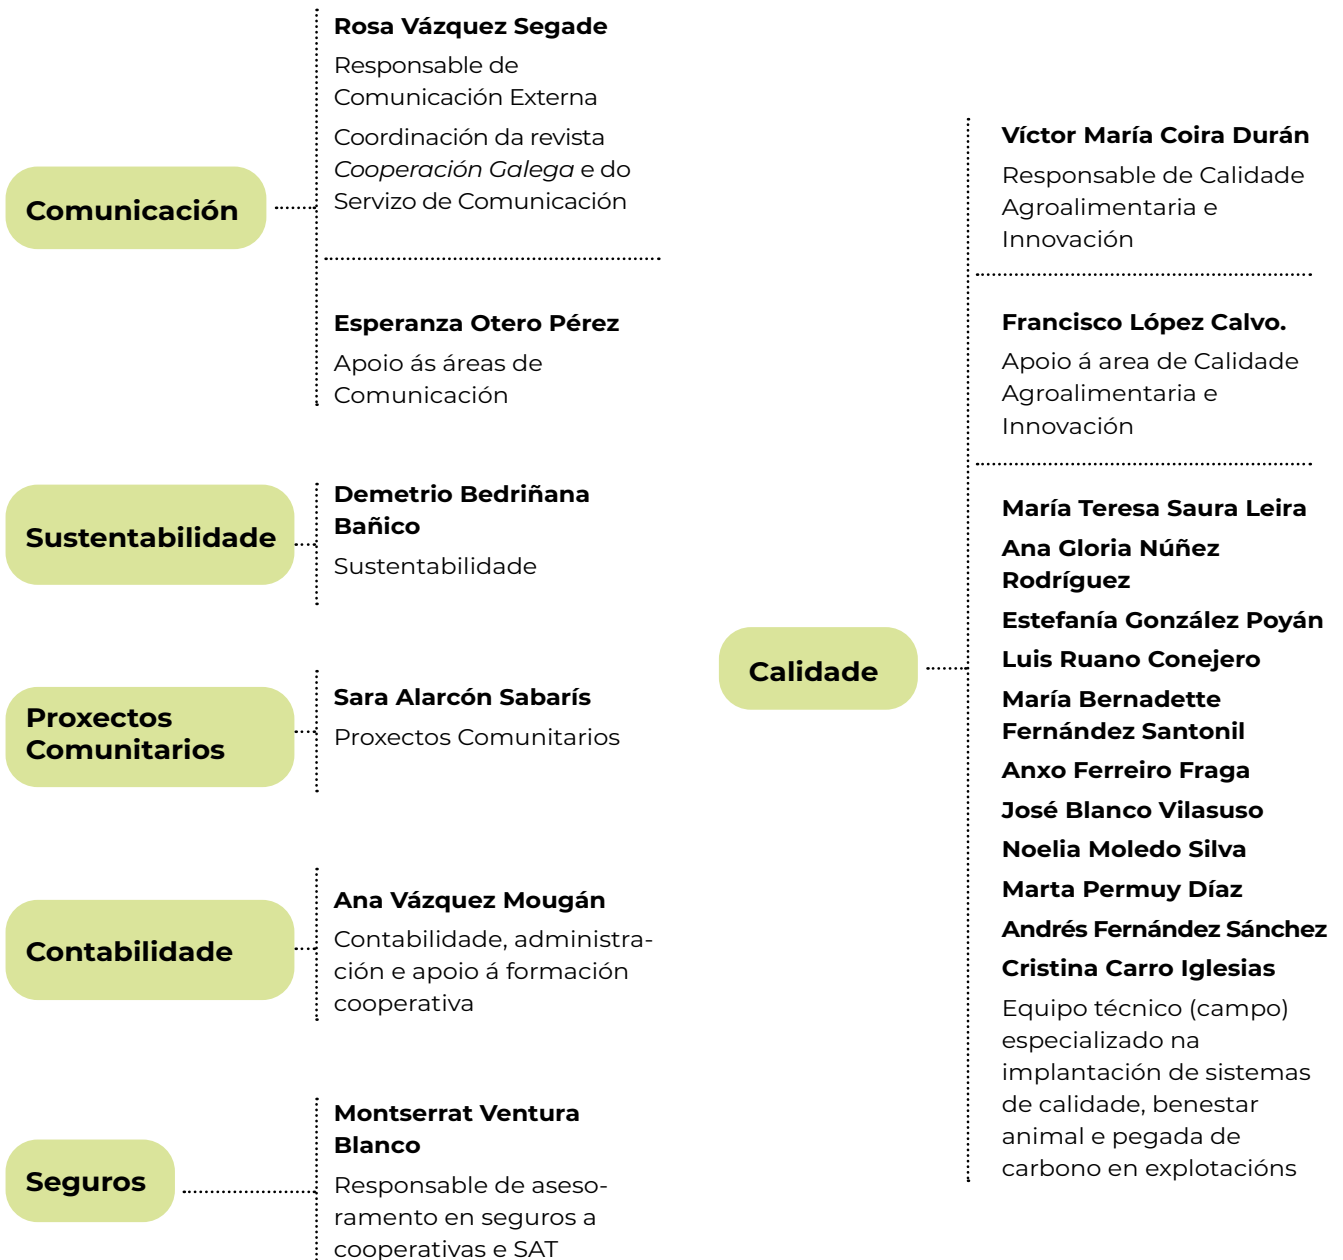 Comunicación
Rosa Vázquez Segade
Responsable de
Comunicación Externa
Coordinación da revista
Cooperación Galega e do
Servizo de Comunicación
Esperanza Otero Pérez
Apoio ás áreas de
Comunicación
Sustentabilidade
Demetrio Bedriñana
Bañico
Sustentabilidade
Proxectos
Comunitarios
Sara Alarcón Sabarís
Proxectos Comunitarios
Contabilidade
Ana Vázquez Mougán
Contabilidade, administra-
ción e apoio á formación
cooperativa
Seguros
Montserrat Ventura
Blanco
Responsable de aseso-
ramento en seguros a
cooperativas e SAT
Calidade
Víctor María Coira Durán
Responsable de Calidade
Agroalimentaria e
Innovación
Francisco López Calvo.
Apoio á area de Calidade
Agroalimentaria e
Innovación
María Teresa Saura Leira
Ana Gloria Núñez
Rodríguez
Estefanía González Poyán
Luis Ruano Conejero
María Bernadette
Fernández Santonil
Anxo Ferreiro Fraga
José Blanco Vilasuso
Noelia Moledo Silva
Marta Permuy Díaz
Andrés Fernández Sánchez
Cristina Carro Iglesias
Equipo técnico (campo)
especializado na
implantación de sistemas
de calidade, benestar
animal e pegada de
carbono en explotacións